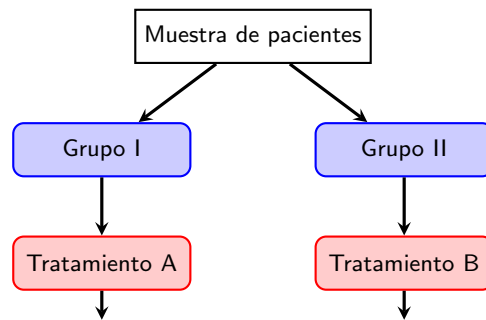 Muestra de pacientes
Grupo I
Grupo II
Tratamiento A
Tratamiento B